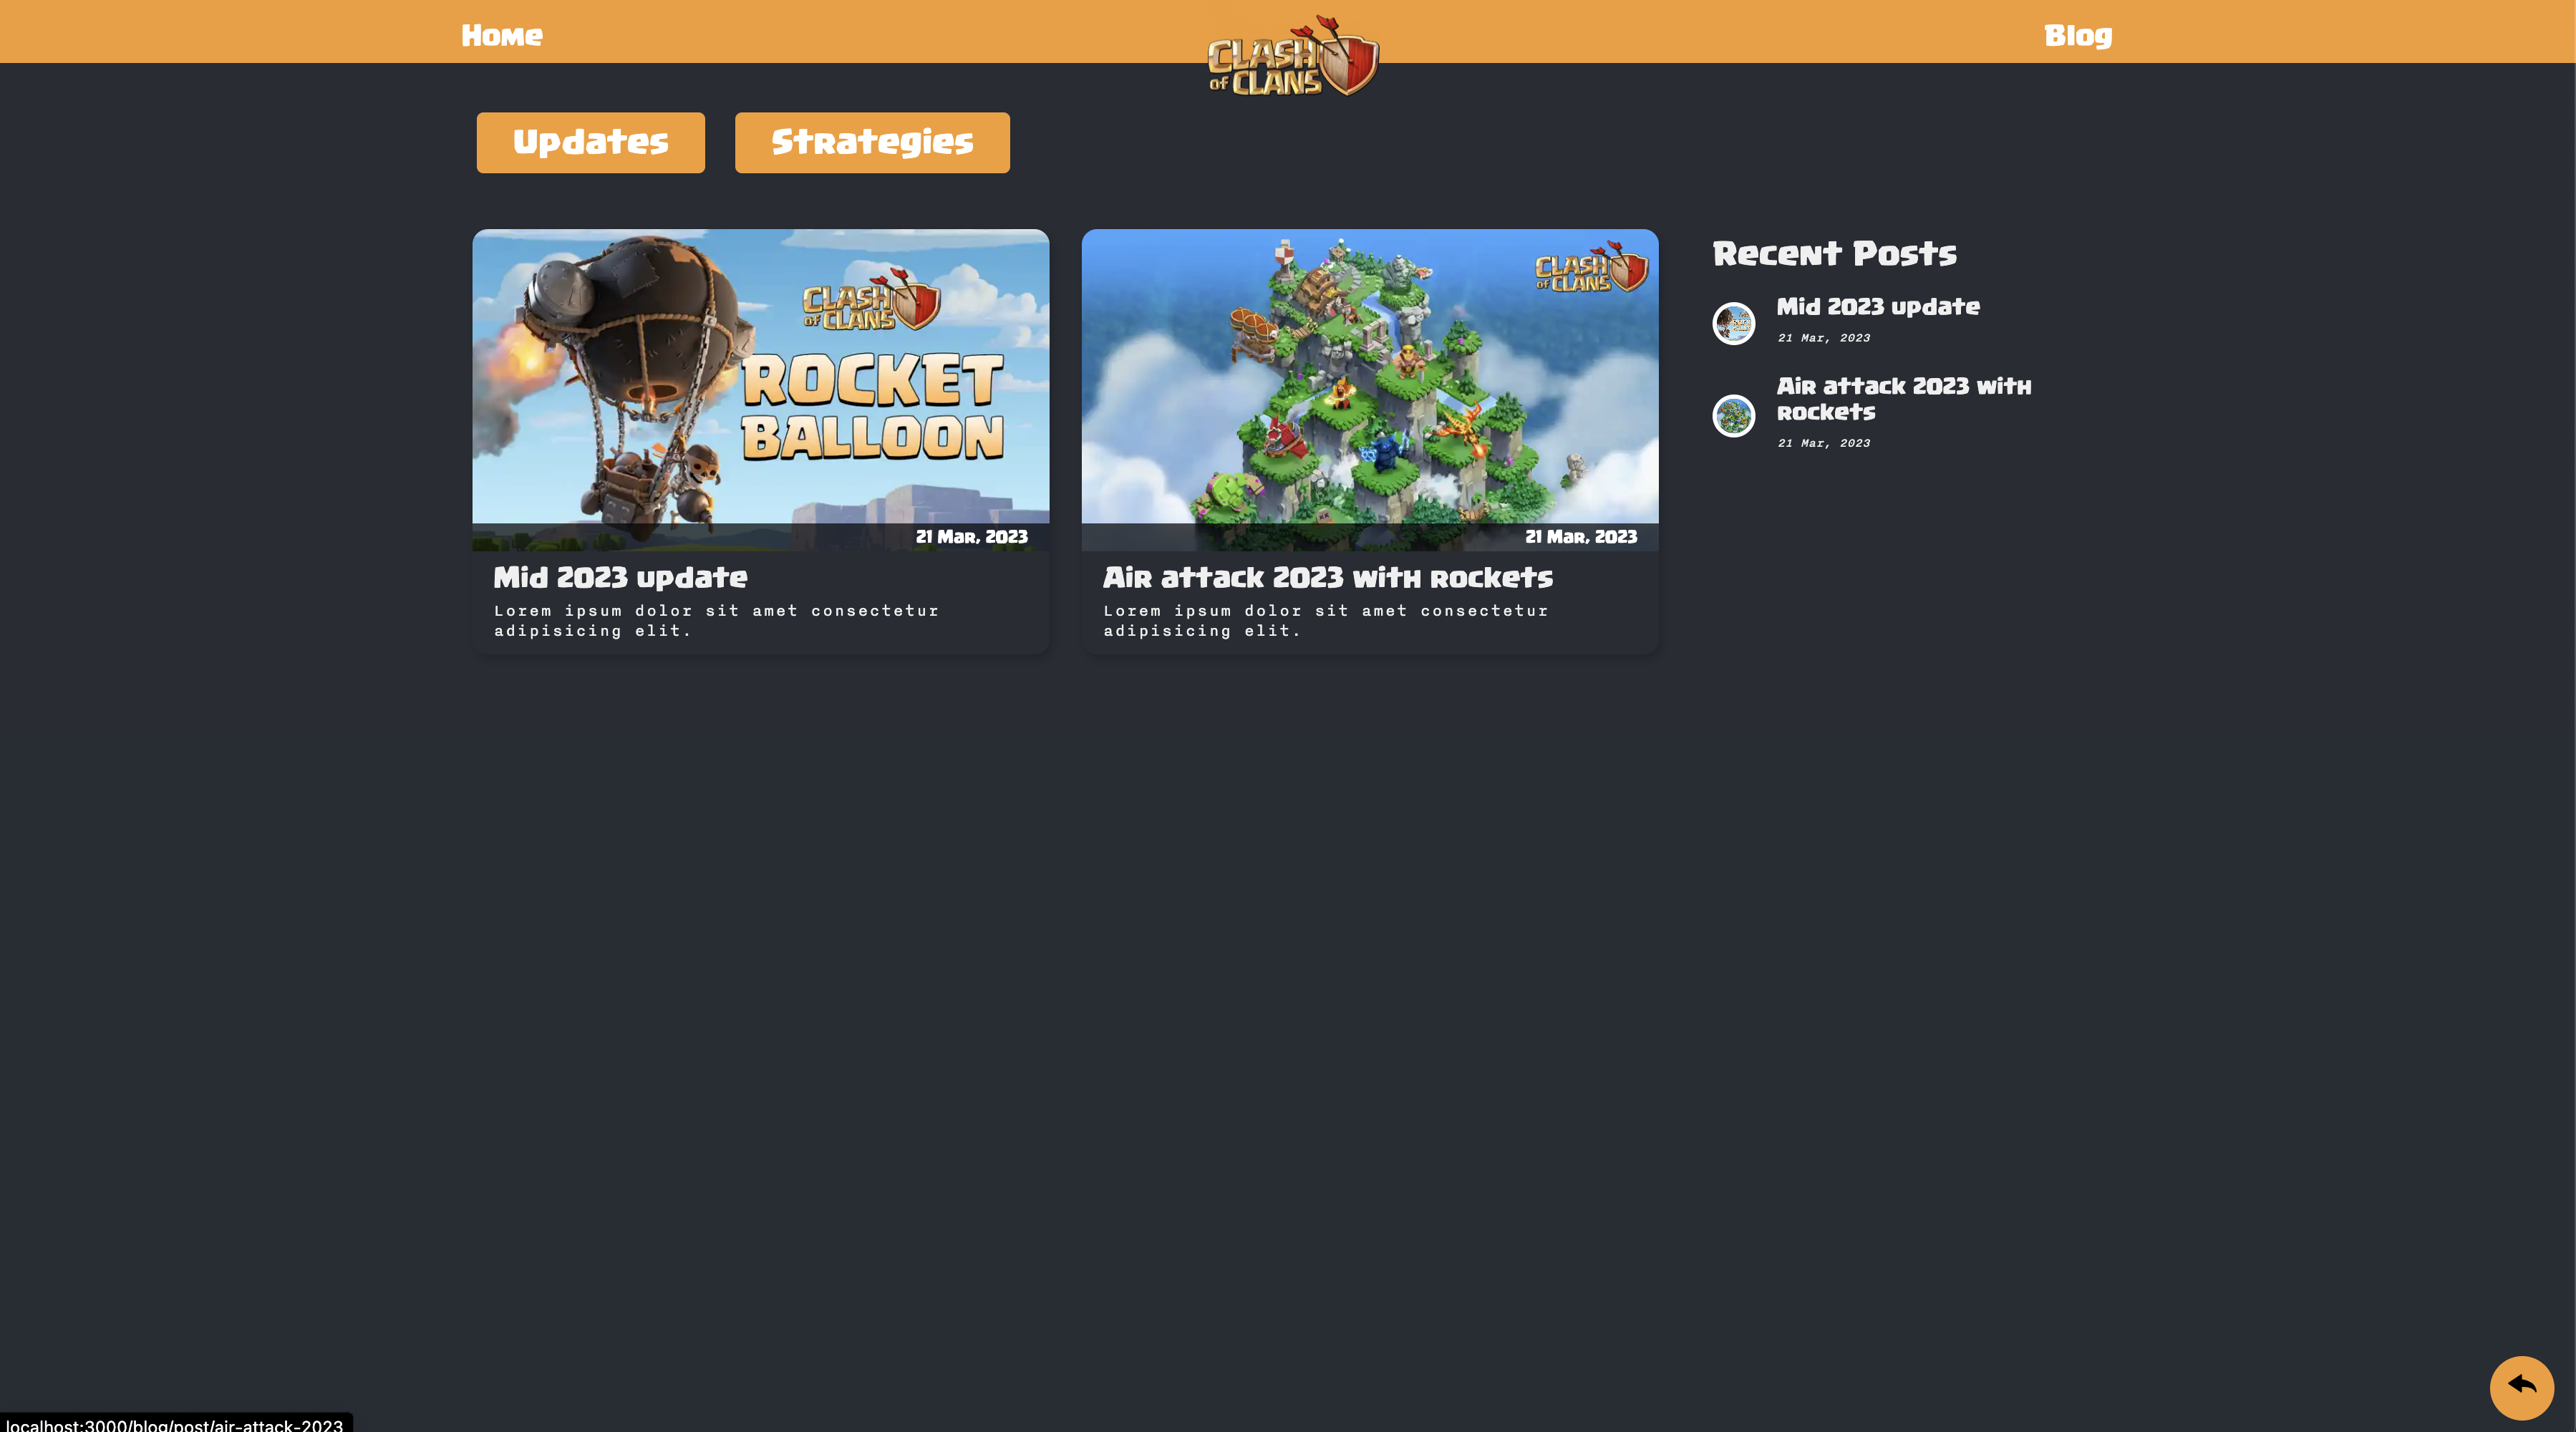 Home
CLASH
of CLANS
Blog
Updates
Strategies
CLASH
OF CLANS
ROCKET
BALLOON
21 Mar, 2023
Mid 2023 update
Lorem ipsum dolor sit amet consectetur
adipisicing elit.
CLASH
OF CLANS
21 Mar, 2023
Air attack 2023 with rockets
Lorem ipsum dolor sit amet consectetur
adipisicing elit.
Recent Posts
Mid 2023 update
21 Mar, 2023
Air attack 2023 with
rockets
21 Mar, 2023
localhost:3000/blog/post/air-attack-2023